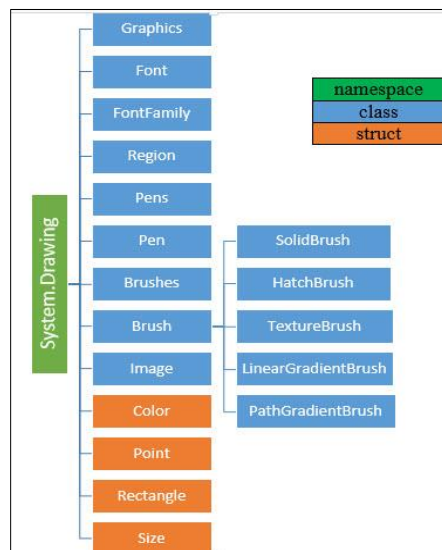 Graphics
Font
FontFamily
Region
Pens
Pen
Brushes
Brush
Image
Color
Point
Rectangle
Size
System.Drawing
SolidBrush
HatchBrush
TextureBrush
LinearGradientBrush
PathGradientBrush
namespace
class
struct